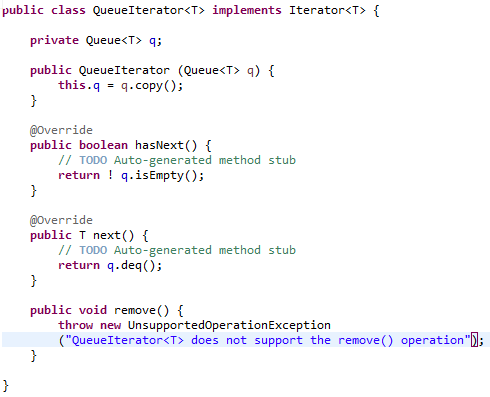 public class QueueIterator<T> implements Iterator<T> {
private Queue<T> q;
public QueueIterator (Queue<T> q) {
this.q = q.copy();
}
@Override
public boolean hasNext() {
// TODO Auto-generated method stub
return ! q.isEmpty();
}
@Override
public T next() {
// TODO Auto-generated method stub
return q.deq();
}
public void remove() {
throw new UnsupportedOperationException
("QueueIterator<T> does not support the remove() operation");
}
}